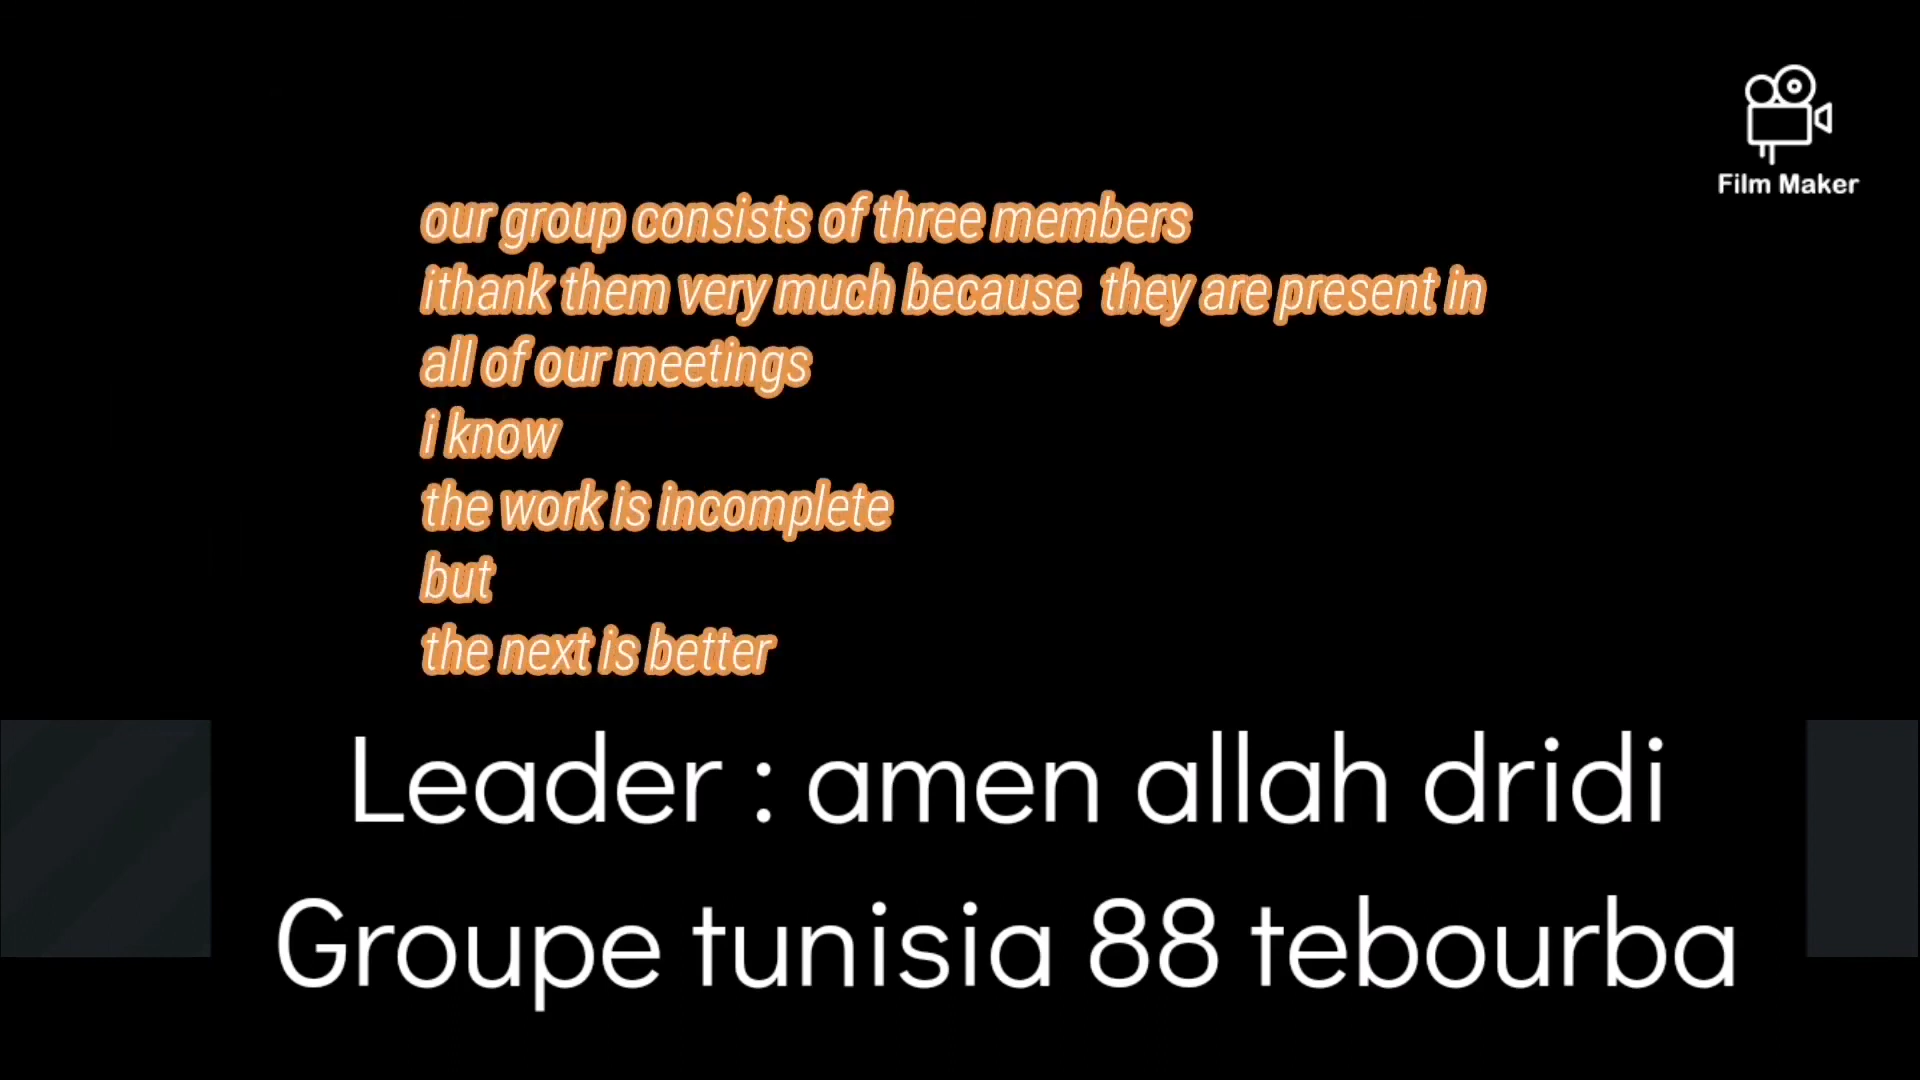 Film Maker
our group consists of three members
ithank them very much because they are present in
all of our meetings
i know
the work is incomplete
but
the next is better
Leader : amen allah dridi
Groupe tunisia 88 tebourba